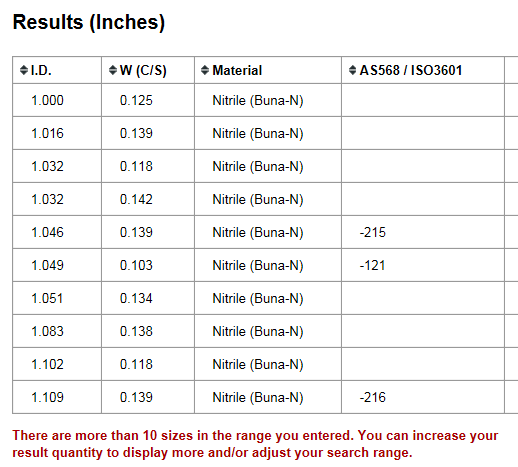 Results (Inches)
I.D. W (C/S) Material AS568 / ISO3601
1.000 0.125 Nitrile (Buna-N)
1.016 0.139 Nitrile (Buna-N)
1.032 0.118 Nitrile (Buna-N)
1.032 0.142 Nitrile (Buna-N)
1.046 0.139 Nitrile (Buna-N) -215
1.049 0.103 Nitrile (Buna-N) -121
1.051 0.134 Nitrile (Buna-N)
1.083 0.138 Nitrile (Buna-N)
1.102 0.118 Nitrile (Buna-N)
1.109 0.139 Nitrile (Buna-N) -216
There are more than 10 sizes in the range you entered. You can increase your
result quantity to display more and/or adjust your search range.